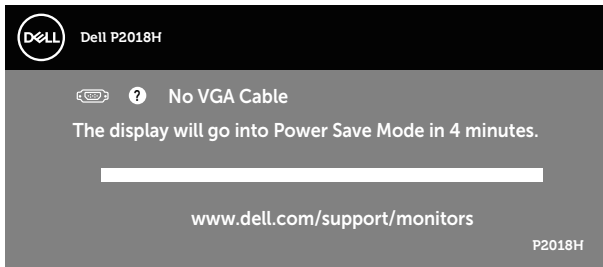 DELL
Dell P2018H
? No VGA Cable
The display will go into Power Save Mode in 4 minutes.
www.dell.com/support/monitors
P2018H